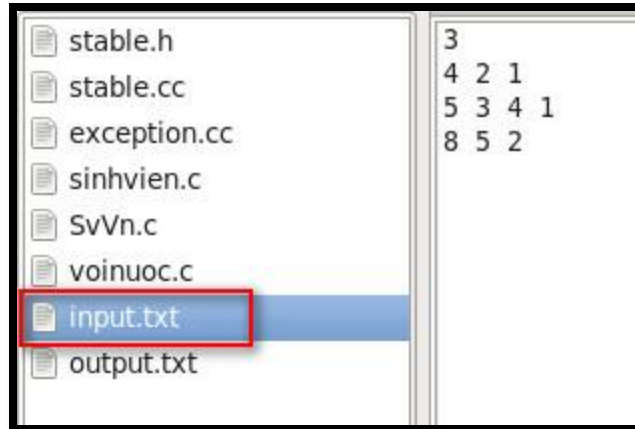 stable.h
stable.cc
exception.cc
sinhvien.c
SvVn.c
voinuoc.c
input.txt
output.txt
3
4 2 1
5 3 4 1
8 5 2